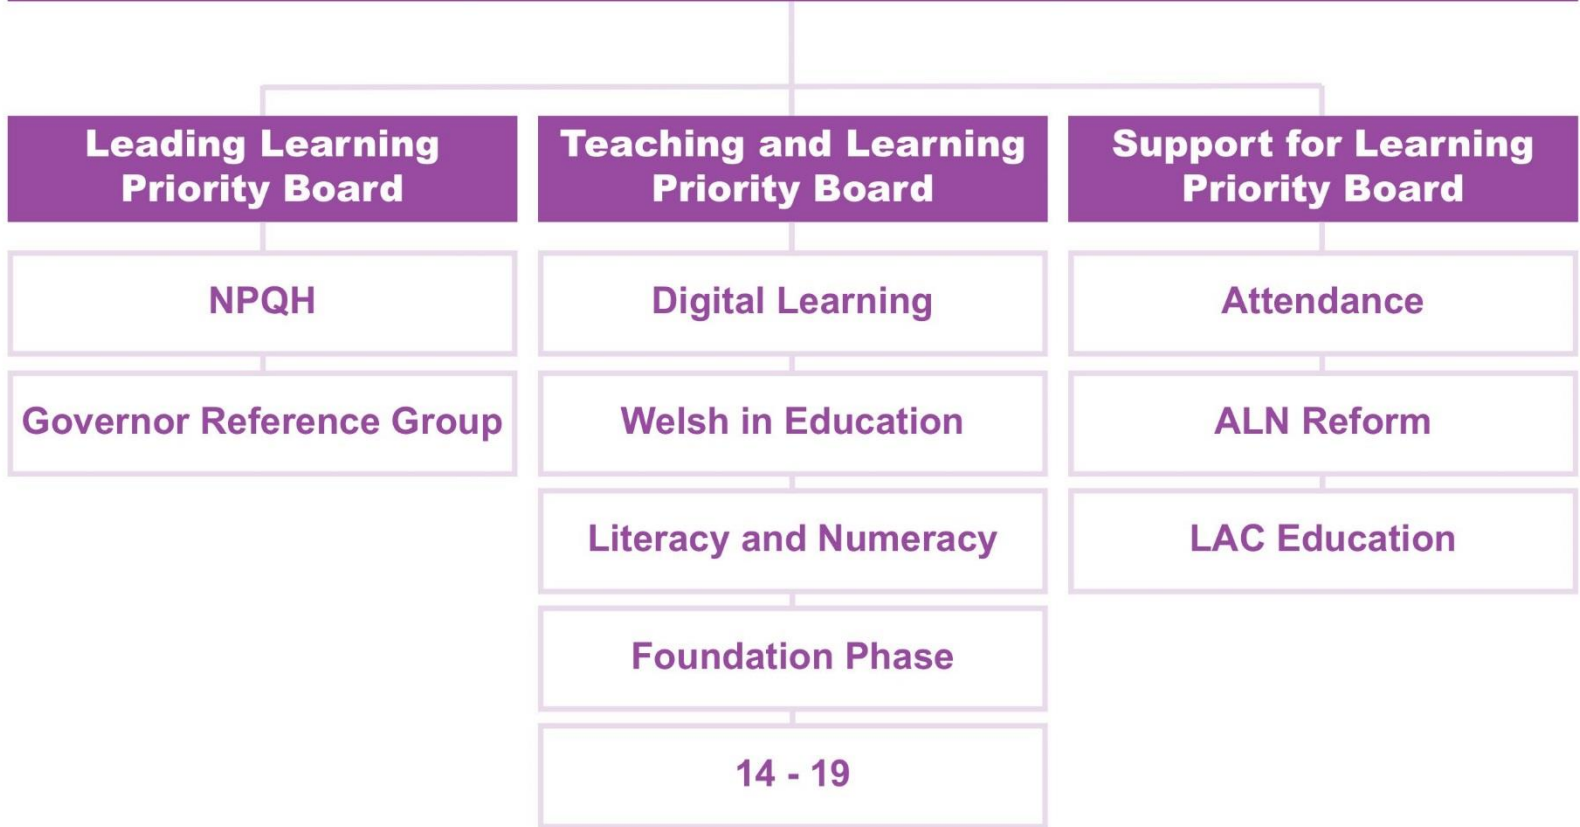 Leading Learning
Priority Board
NPQH
Governor Reference Group
Teaching and Learning
Priority Board
Digital Learning
Welsh in Education
Literacy and Numeracy
Foundation Phase
14 - 19
Support for Learning
Priority Board
Attendance
ALN Reform
LAC Education